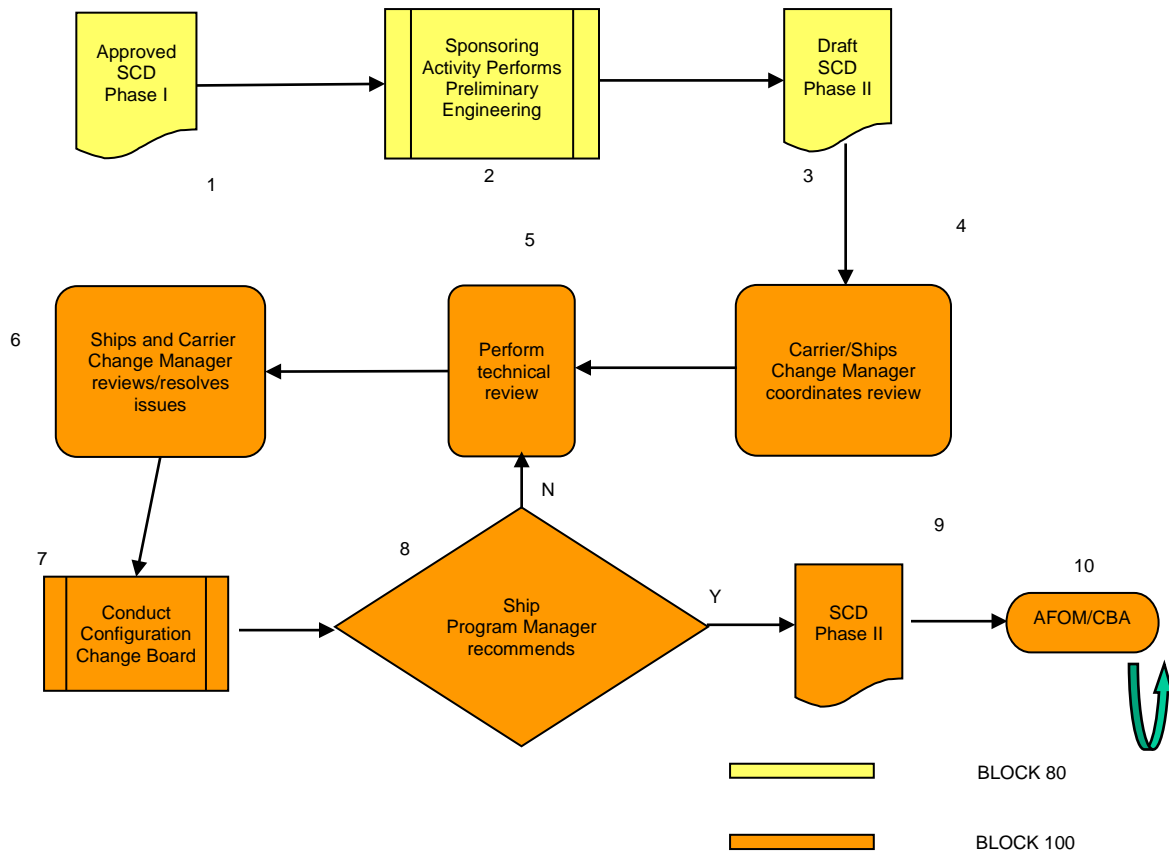 Approved
SCD
Phase I
Sponsoring
Activity Performs
Preliminary
Engineering
Draft
SCD
Phase II
1
2
3
4
5
6
Ships and Carrier
Change Manager
reviews/resolves
issues
Perform
technical
review
Carrier/Ships
Change Manager
coordinates review
N
7
8
9
10
Conduct
Configuration
Change Board
Ship
Program Manager
recommends
Y
SCD
Phase II
AFOM/CBA
BLOCK 80
BLOCK 100